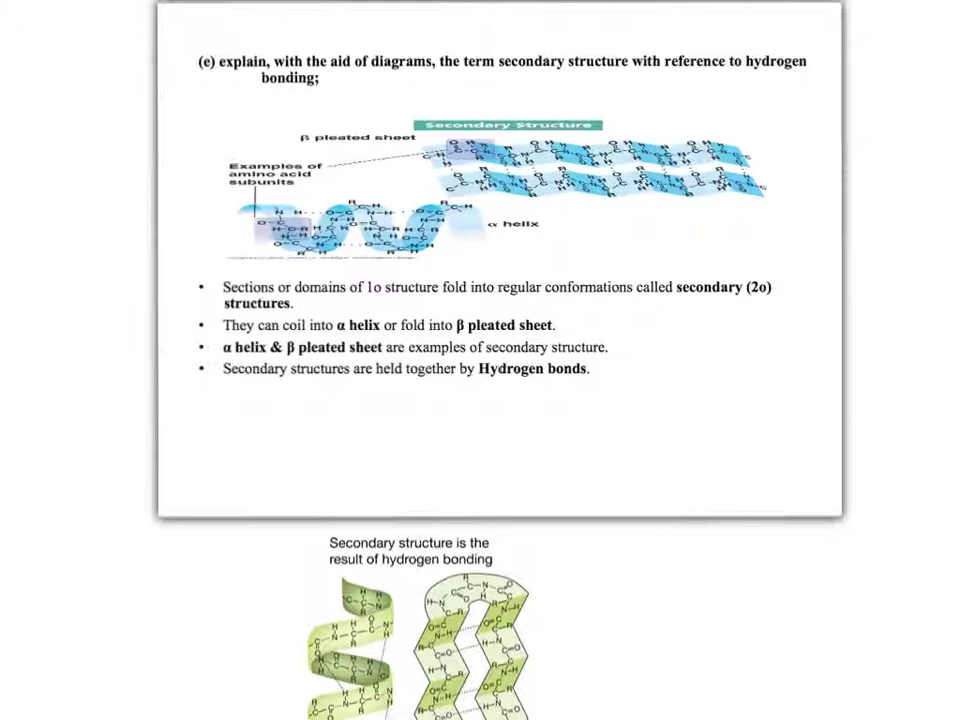 (e) explain, with the aid of diagrams, the term secondary structure with reference to hydrogen
bonding;
Secondary Structure
β pleated sheet
Examples of
amino acid
subunits
α helix
• Sections or domains of 1o structure fold into regular conformations called secondary (2o)
structures.
• They can coil into α helix or fold into β pleated sheet.
• α helix & β pleated sheet are examples of secondary structure.
• Secondary structures are held together by Hydrogen bonds.
Secondary structure is the
result of hydrogen bonding